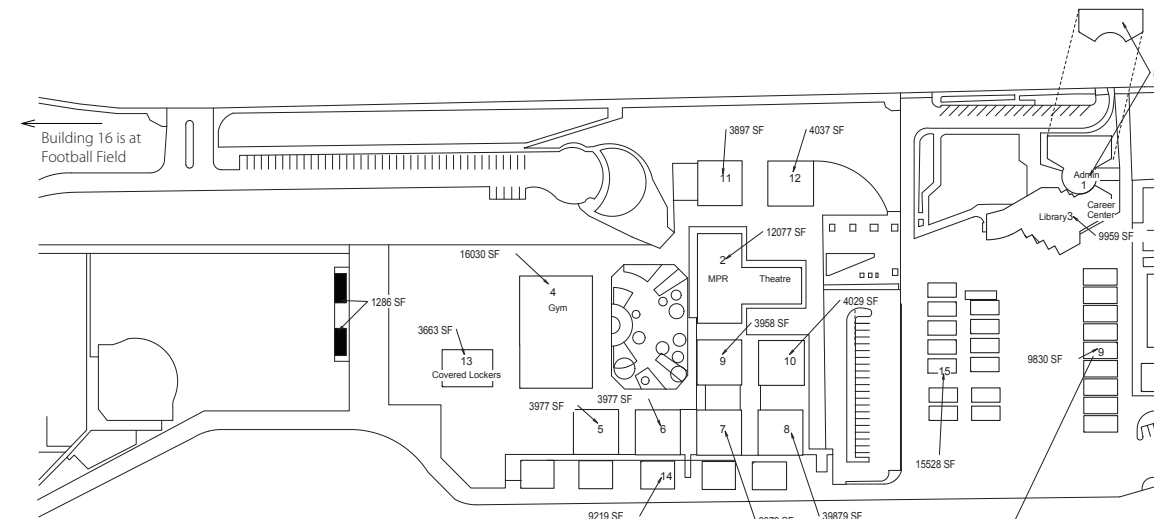 Building 16 is at
Football Field
3897 SF
4037 SF
11
12
Admin
1
Career
Center
Library3
9959 SF
12077 SF
2
MPR
Theatre
16030 SF
4
Gym
1286 SF
4029 SF
3663 SF
3958 SF
13
Covered Lockers
9
10
9830 SF
9
15
3977 SF
3977 SF
5
6
7
8
15528 SF
14
9219 SF
39879 SF